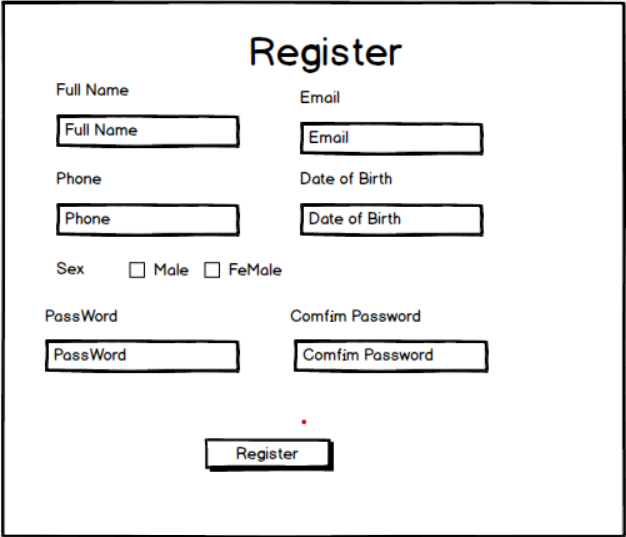 Register
Full Name
Email
Full Name
Email
Phone
Date of Birth
Phone
Date of Birth
Sex Male FeMale
PassWord
Comfim Password
PassWord
Comfim Password
Register